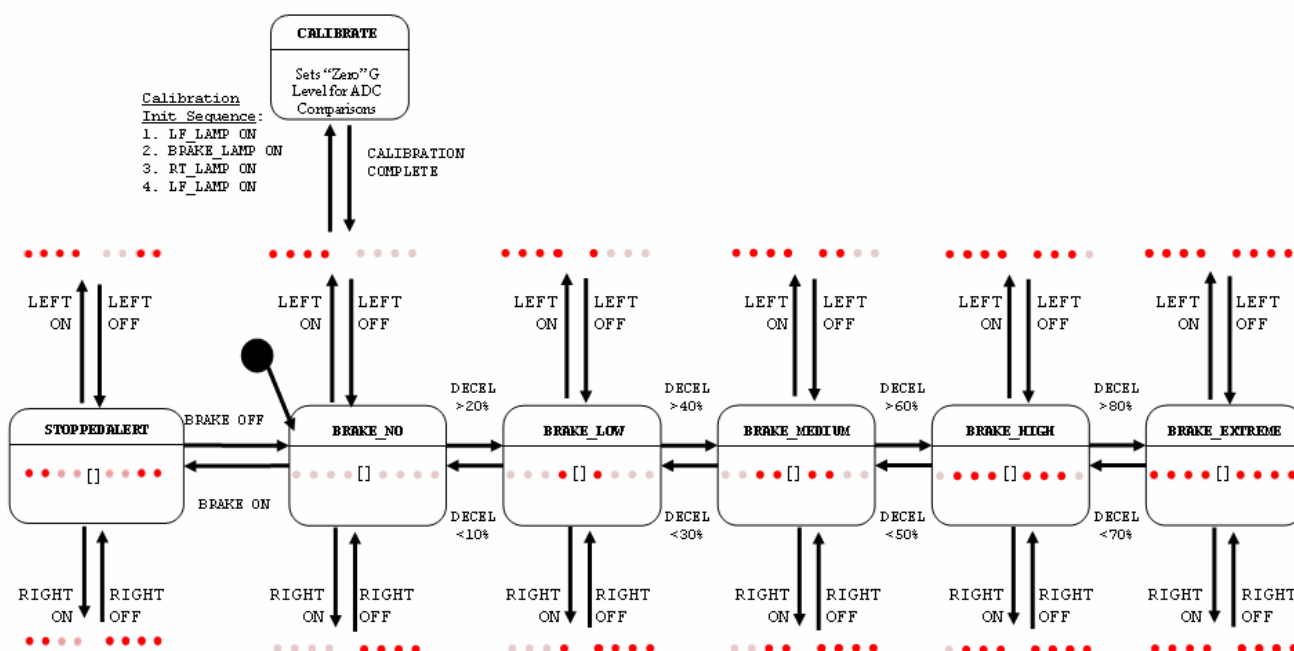 CALIBRATE
Sets “Zero” G
Level for ADC
Comparisons
Calibration
Init Sequence:
1. LF_LAMP ON
2. BRAKE_LAMP ON
3. RT_LAMP ON
4. LF_LAMP ON
CALIBRATION
COMPLETE
LEFT ON
LEFT OFF
LEFT ON
LEFT OFF
LEFT ON
LEFT OFF
LEFT ON
LEFT OFF
LEFT ON
LEFT OFF
LEFT ON
LEFT OFF
BRAKE OFF
DECEL
>20%
DECEL
>40%
DECEL
>60%
DECEL
>80%
STOPPEDALERT
[]
BRAKE_NO
[]
BRAKE_LOW
[]
BRAKE_MEDIUM
[]
BRAKE_HIGH
[]
BRAKE_EXTREME
[]
BRAKE ON
DECEL
<10%
DECEL
<30%
DECEL
<50%
DECEL
<70%
RIGHT ON
RIGHT OFF
RIGHT ON
RIGHT OFF
RIGHT ON
RIGHT OFF
RIGHT ON
RIGHT OFF
RIGHT ON
RIGHT OFF
RIGHT ON
RIGHT OFF